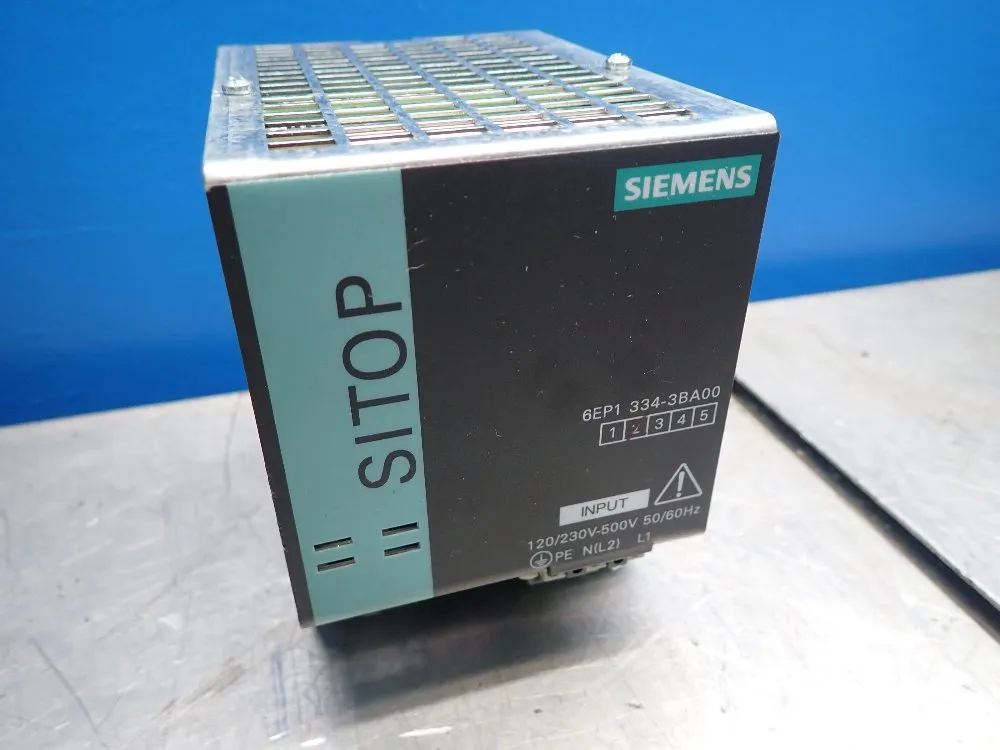 SIEMENS
SITOP
6EP1 334-3BA00
1 2 3 4 5
INPUT
120/230V-500V 50/60Hz
PE N(L2) L1